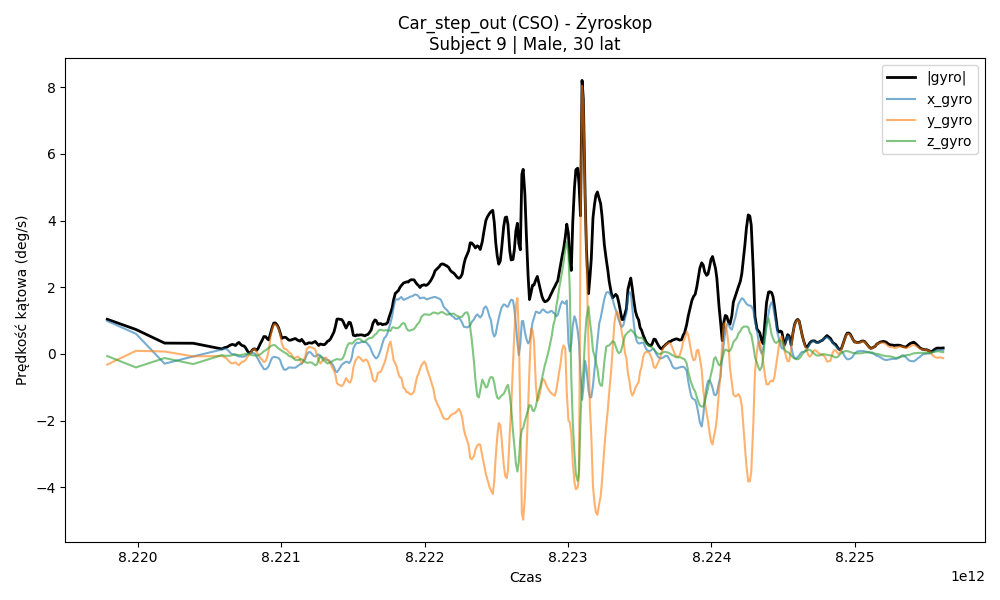 Car_step_out (CSO) - Żyroskop
Subject 9 | Male, 30 lat
|gyro|
x_gyro
y_gyro
z_gyro
Prędkość kątowa (deg/s)
8
6
4
2
0
−2
−4
8.220
8.221
8.222
8.223
8.224
8.225
1e12
Czas